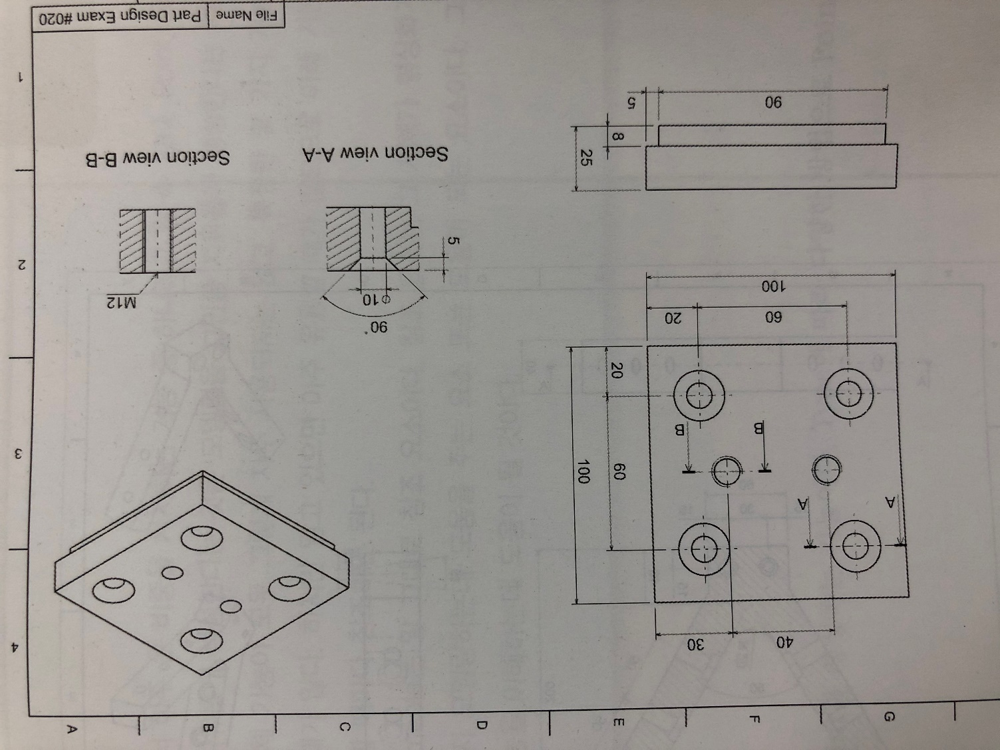 G F E D C B A
4
40 30
A A
B B
60
100
20
3
60 20
100
90°
⌀10
M12
5
2
Section view A-A
Section view B-B
25
8
90 5
1
File Name Part Design Exam #020